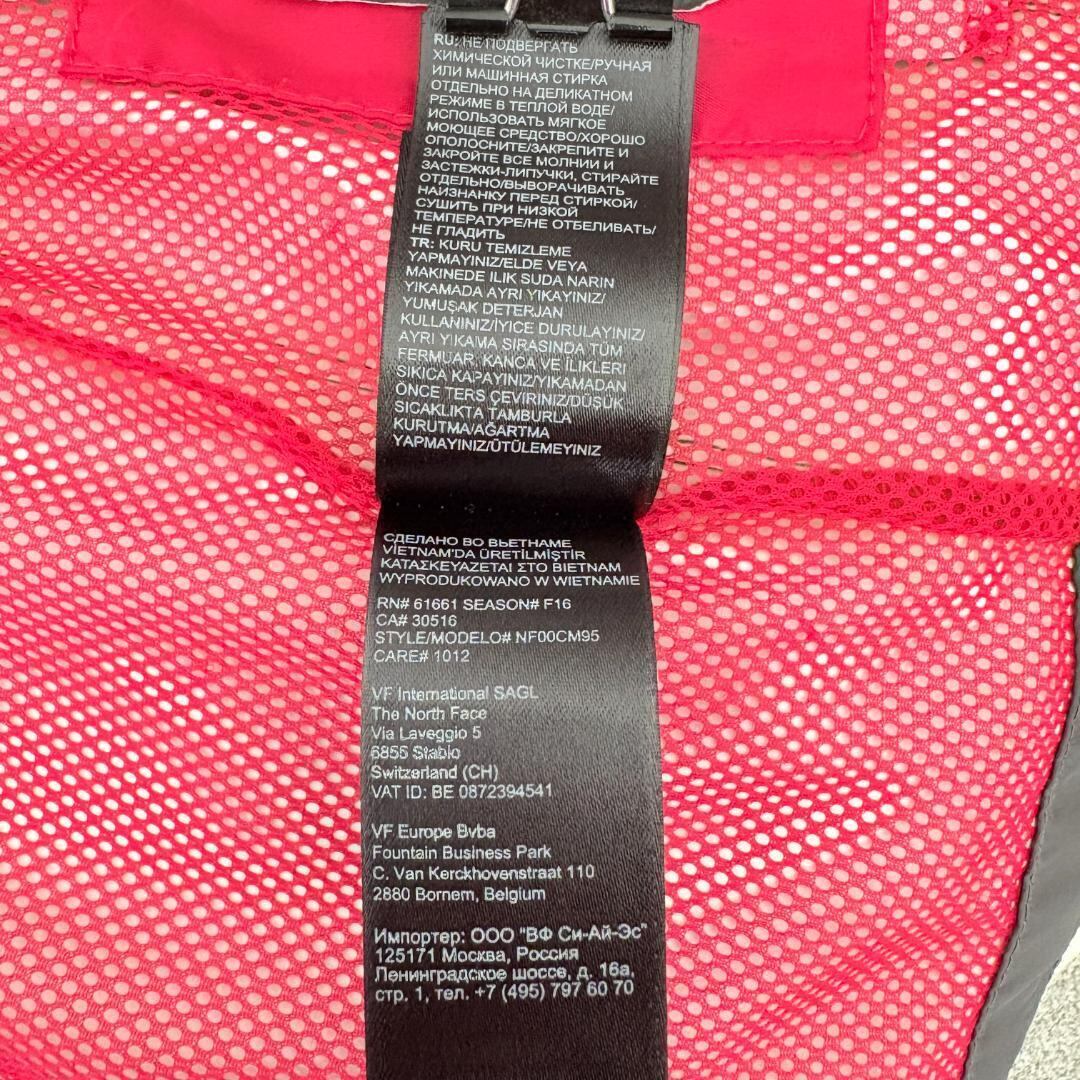 RU: НЕ ПОДВЕРГАТЬ
ХИМИЧЕСКОЙ ЧИСТКЕ/РУЧНАЯ
ИЛИ МАШИННАЯ СТИРКА
ОТДЕЛЬНО НА ДЕЛИКАТНОМ
РЕЖИМЕ В ТЕПЛОЙ ВОДЕ/
ИСПОЛЬЗОВАТЬ МЯГКОЕ
МОЮЩЕЕ СРЕДСТВО/ХОРОШО
ОПОЛОСНИТЕ/ЗАКРЕПИТЕ И
ЗАКРОЙТЕ ВСЕ МОЛНИИ И
ЗАСТЕЖКИ-ЛИПУЧКИ, СТИРАЙТЕ
ОТДЕЛЬНО/ВЫВОРАЧИВАТЬ
НАИЗНАНКУ ПЕРЕД СТИРКОЙ/
СУШИТЬ ПРИ НИЗКОЙ
ТЕМПЕРАТУРЕ/НЕ ОТБЕЛИВАТЬ/
НЕ ГЛАДИТЬ
TR: KURU TEMIZLEME
YAPMAYINIZ/ELDE VEYA
MAKINEDE ILIK SUDA NARIN
YIKAMADA AYRI YIKAYINIZ/
YUMUŞAK DETERJAN
KULLANINIZ/İYICE DURULAYINIZ/
AYRI YIKAMA SIRASINDA TÜM
FERMUAR, KANCA VE ILIKLERI
SIKICA KAPAYINIZ/YIKAMADAN
ÖNCE TERS ÇEVIRINIZ/DÜŞÜK
SICAKLIKTA TAMBURLA
KURUTMA/AĞARTMA
YAPMAYINIZ/ÜTÜLEMEYINIZ
СДЕЛАНО ВО ВЬЕТНАМЕ
VİETNAM'DA ÜRETİLMİŞTİR
ΚΑΤΑΣΚΕΥΑΖΕΤΑΙ ΣΤΟ ΒΙΕΤΝΑΜ
WYPRODUKOWANO W WIETNAMIE
RN# 61661 SEASON# F16
CA# 30516
STYLE/MODELO# NF00CM95
CARE# 1012
VF International SAGL
The North Face
Via Laveggio 5
6855 Stabio
Switzerland (CH)
VAT ID: BE 0872394541
VF Europe Bvba
Fountain Business Park
C. Van Kerckhovenstraat 110
2880 Bornem, Belgium
Импортер: ООО "ВФ Си-Ай-Эс"
125171 Москва, Россия
Ленинградское шоссе, д. 16а,
стр. 1, тел. +7 (495) 797 60 70